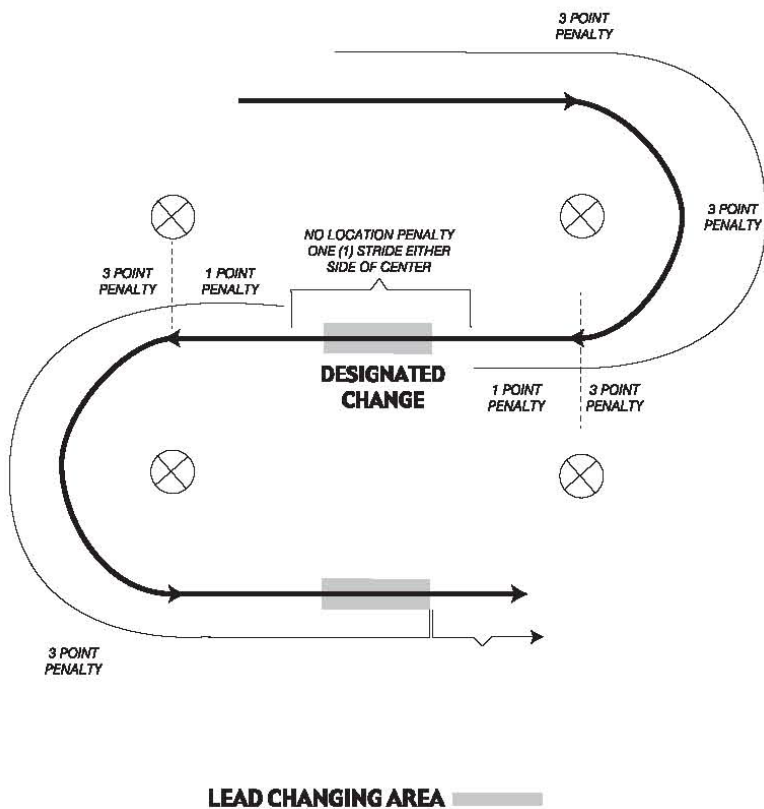 3 POINT
PENALTY
3 POINT
PENALTY
NO LOCATION PENALTY
ONE (1) STRIDE EITHER
SIDE OF CENTER
3 POINT
PENALTY
1 POINT
PENALTY
DESIGNATED
CHANGE
1 POINT
PENALTY
3 POINT
PENALTY
3 POINT
PENALTY
LEAD CHANGING AREA